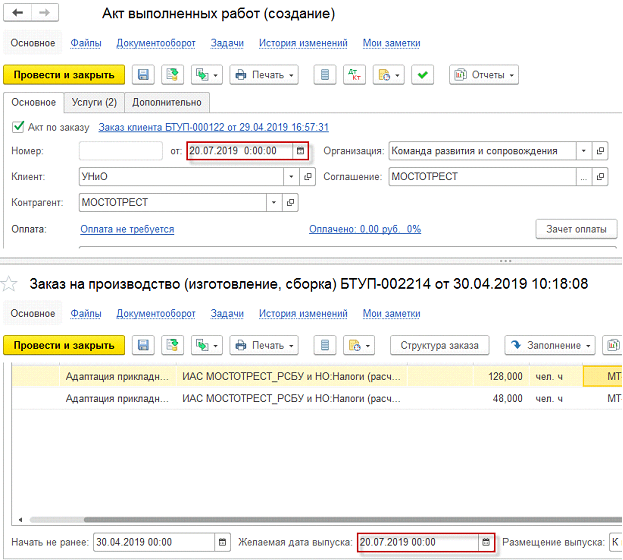 Акт выполненных работ (создание)
Основное Файлы Документооборот Задачи История изменений Мои заметки
Провести и закрыть Печать Дт Кт Отчеты
Основное Услуги (2) Дополнительно
Акт по заказу Заказ клиента БТУП-000122 от 29.04.2019 16:57:31
Номер: от: 20.07.2019 0:00:00 Организация: Команда развития и сопровождения
Клиент: УНиО Соглашение: МОСТОТРЕСТ ...
Контрагент: МОСТОТРЕСТ
Оплата: Оплата не требуется Оплачено: 0,00 руб. 0% Зачет оплаты
Заказ на производство (изготовление, сборка) БТУП-002214 от 30.04.2019 10:18:08
Основное Файлы Документооборот Задачи История изменений Мои заметки
Провести и закрыть Печать Структура заказа Заполнение
Адаптация прикладн... ИАС МОСТОТРЕСТ_РСБУ и НО:Налоги (расч... 128,000 чел. ч МТ
Адаптация прикладн... ИАС МОСТОТРЕСТ_РСБУ и НО:Налоги (расч... 48,000 чел. ч МТ
Начать не ранее: 30.04.2019 00:00 Желаемая дата выпуска: 20.07.2019 00:00 Размещение выпуска: К